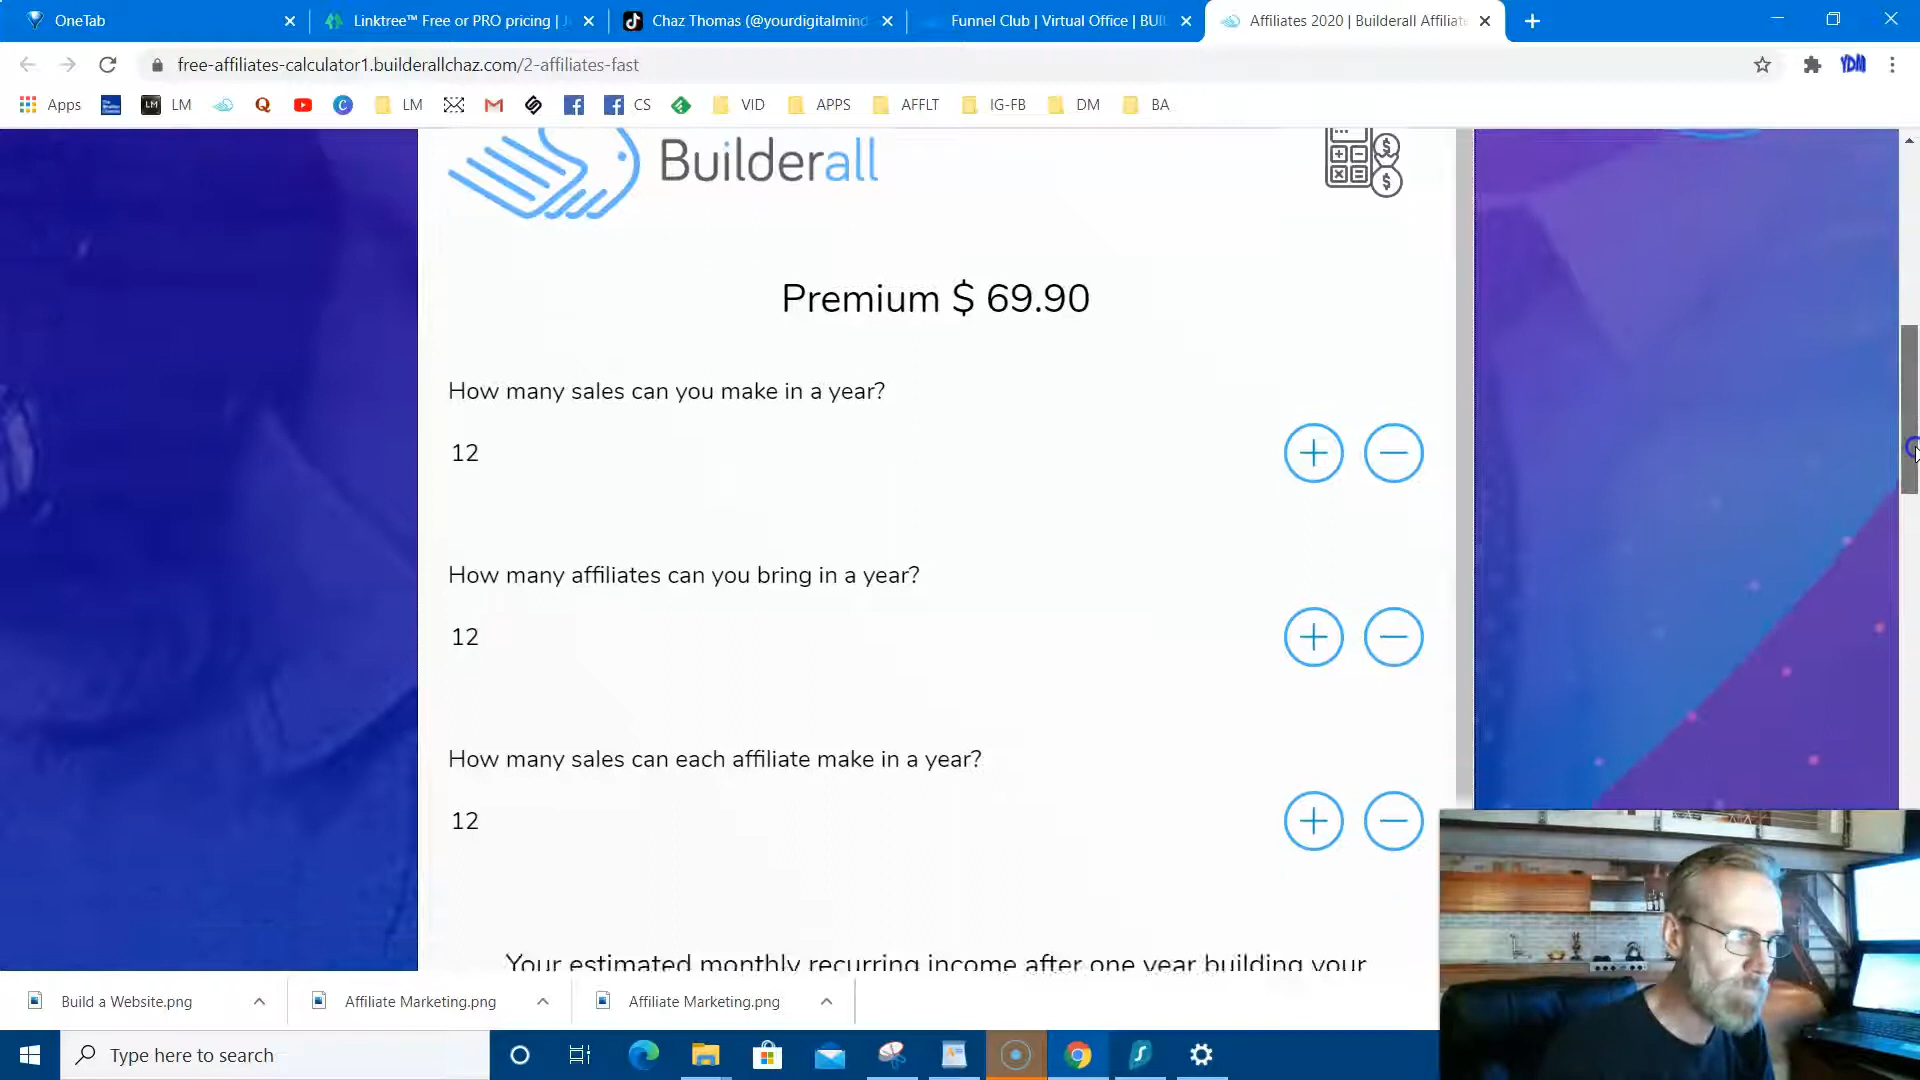 OneTab
Linktree™ Free or PRO pricing | J
Chaz Thomas (@yourdigitalmind
Funnel Club | Virtual Office | BUIL
Affiliates 2020 | Builderall Affiliate
free-affiliates-calculator1.builderallchaz.com/2-affiliates-fast
YDM
Apps
LM
LM
LM
CS
VID
APPS
AFFLT
IG-FB
DM
BA
Builderall
Premium $ 69.90
How many sales can you make in a year?
12
How many affiliates can you bring in a year?
12
How many sales can each affiliate make in a year?
12
Your estimated monthly recurring income after one year building your
Build a Website.png
Affiliate Marketing.png
Affiliate Marketing.png
Type here to search